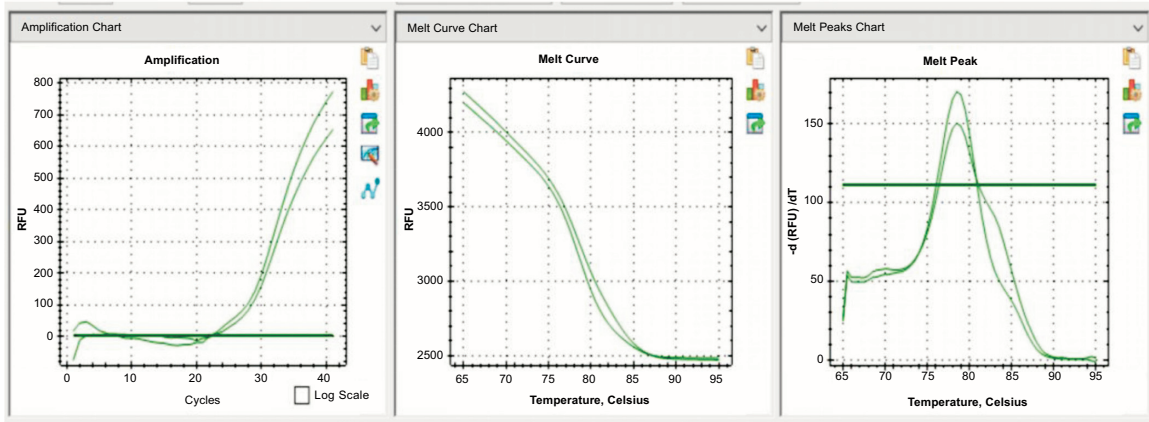 Amplification Chart
Amplification
800
700
600
500
400
300
200
100
0
RFU
0 10 20 30 40
Cycles
Log Scale
Melt Curve Chart
Melt Curve
4000
3500
3000
2500
RFU
65 70 75 80 85 90 95
Temperature, Celsius
Melt Peaks Chart
Melt Peak
150
100
50
0
-d (RFU) /dT
65 70 75 80 85 90 95
Temperature, Celsius